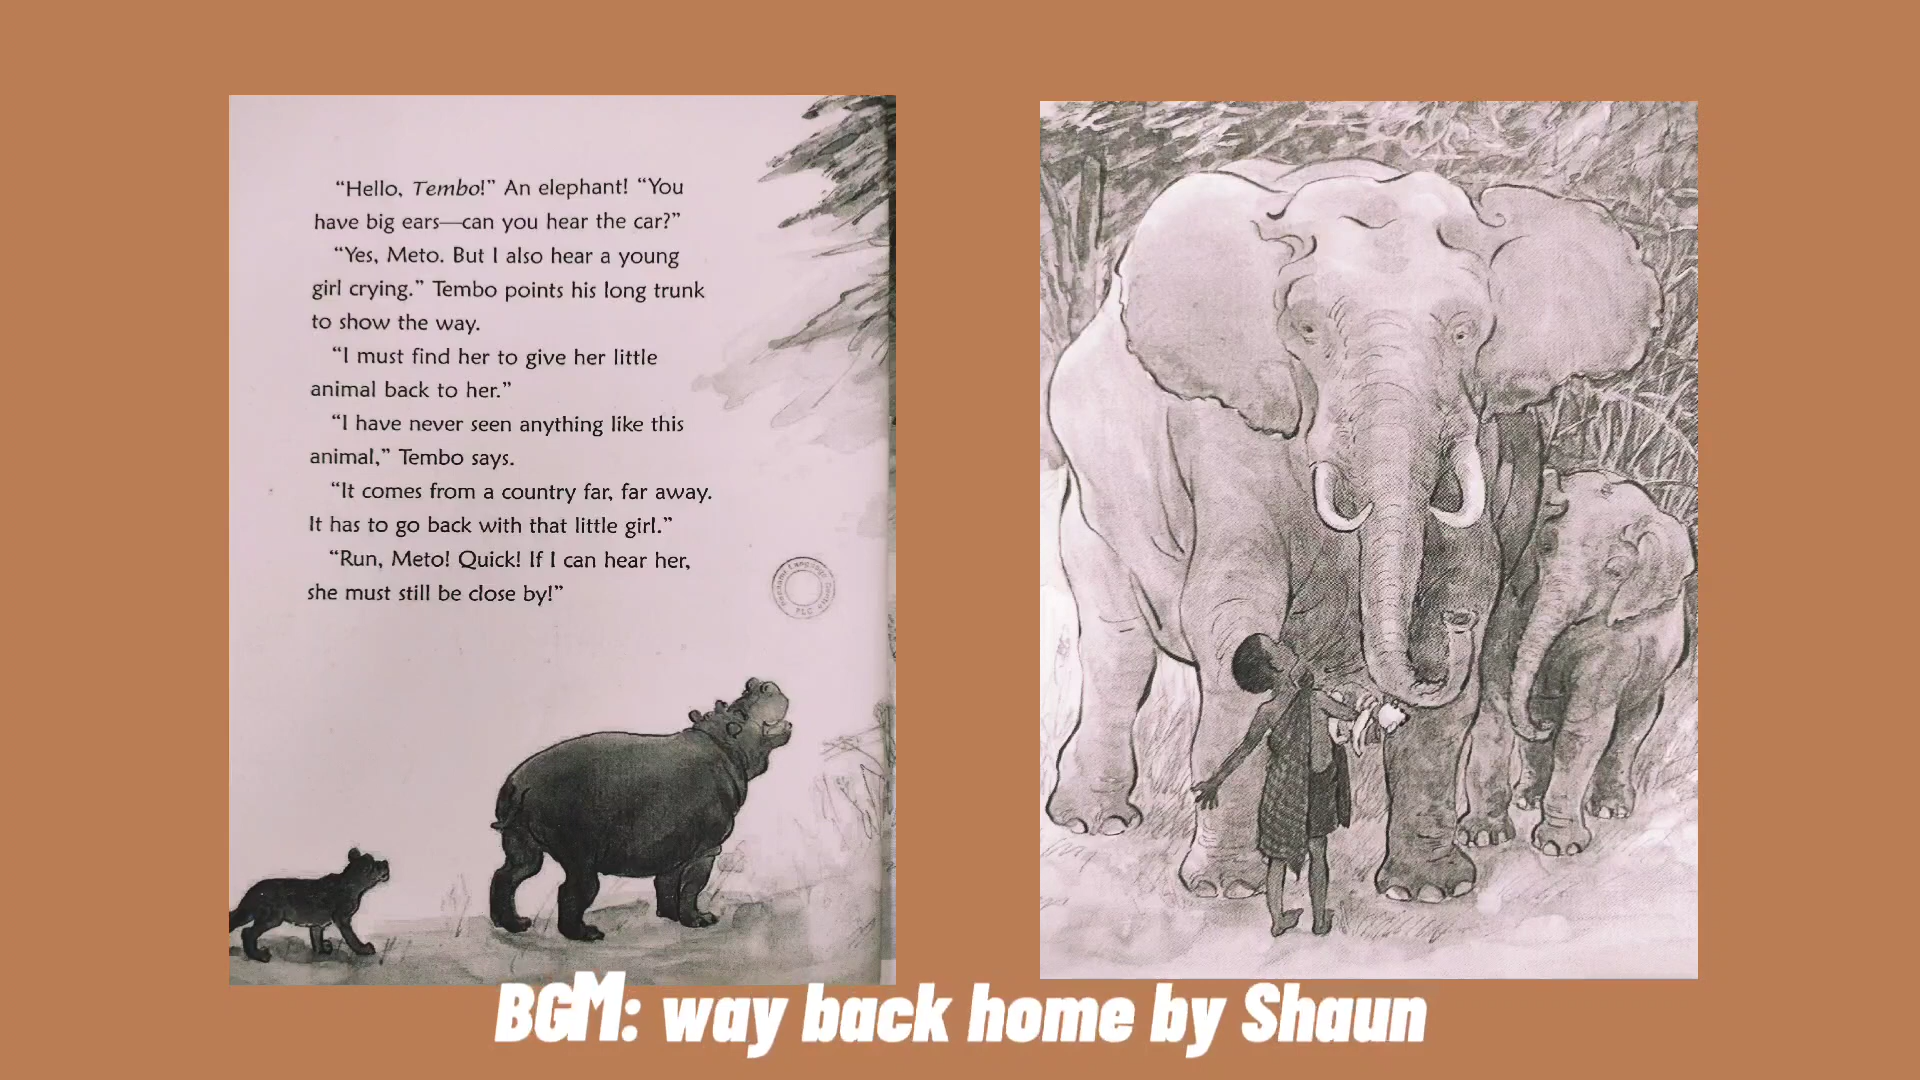 “Hello, Tembo!” An elephant! “You
have big ears—can you hear the car?”
“Yes, Meto. But I also hear a young
girl crying.” Tembo points his long trunk
to show the way.
“I must find her to give her little
animal back to her.”
“I have never seen anything like this
animal,” Tembo says.
“It comes from a country far, far away.
It has to go back with that little girl.”
“Run, Meto! Quick! If I can hear her,
she must still be close by!”
BGM: way back home by Shaun